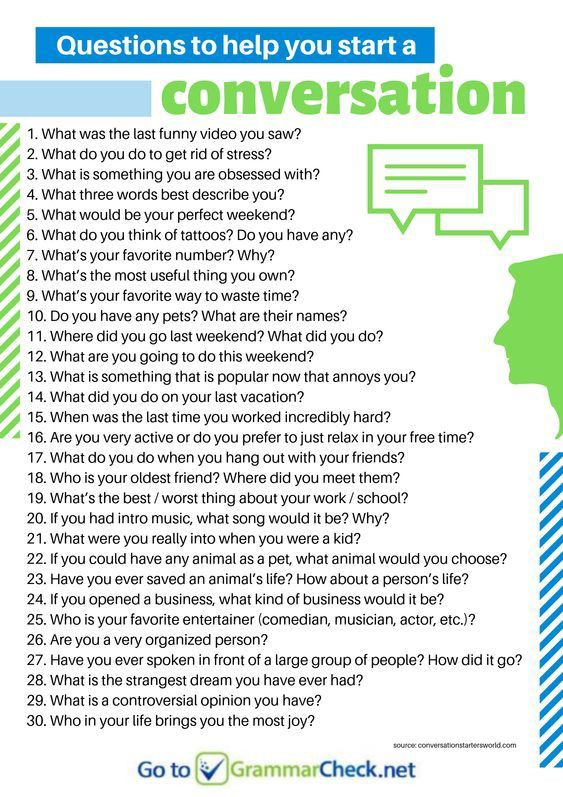 Questions to help you start a
conversation
1. What was the last funny video you saw?
2. What do you do to get rid of stress?
3. What is something you are obsessed with?
4. What three words best describe you?
5. What would be your perfect weekend?
6. What do you think of tattoos? Do you have any?
7. What's your favorite number? Why?
8. What's the most useful thing you own?
9. What's your favorite way to waste time?
10. Do you have any pets? What are their names?
11. Where did you go last weekend? What did you do?
12. What are you going to do this weekend?
13. What is something that is popular now that annoys you?
14. What did you do on your last vacation?
15. When was the last time you worked incredibly hard?
16. Are you very active or do you prefer to just relax in your free time?
17. What do you do when you hang out with your friends?
18. Who is your oldest friend? Where did you meet them?
19. What's the best / worst thing about your work / school?
20. If you had intro music, what song would it be? Why?
21. What were you really into when you were a kid?
22. If you could have any animal as a pet, what animal would you choose?
23. Have you ever saved an animal's life? How about a person's life?
24. If you opened a business, what kind of business would it be?
25. Who is your favorite entertainer (comedian, musician, actor, etc.)?
26. Are you a very organized person?
27. Have you ever spoken in front of a large group of people? How did it go?
28. What is the strangest dream you have ever had?
29. What is a controversial opinion you have?
30. Who in your life brings you the most joy?
source: conversationstartersworld.com
Go to GrammarCheck.net